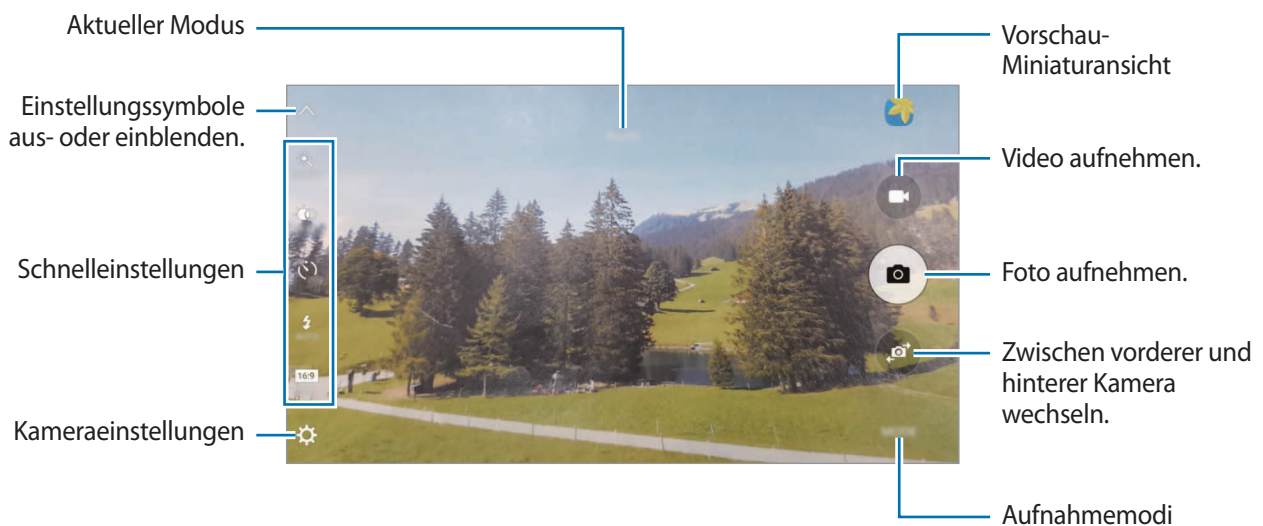 Aktueller Modus
Einstellungssymbole
aus- oder einblenden.
Schnelleinstellungen
Kameraeinstellungen
16:9
Vorschau-
Miniaturansicht
Video aufnehmen.
Foto aufnehmen.
Zwischen vorderer und
hinterer Kamera
wechseln.
Aufnahmemodi